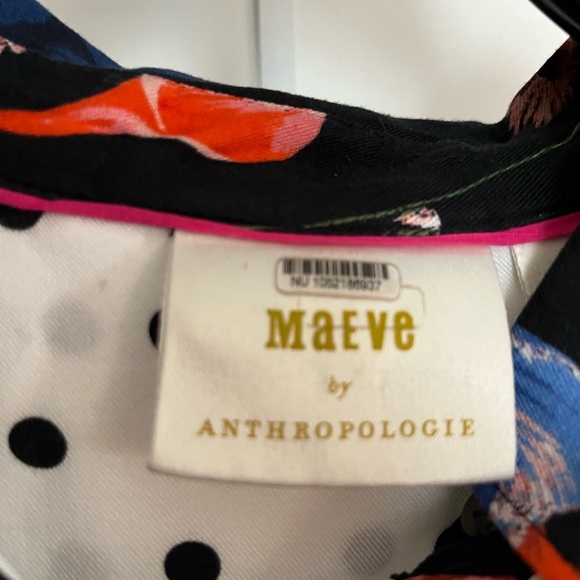 NU 1052186937
MaEVe
by
ANTHROPOLOGIE